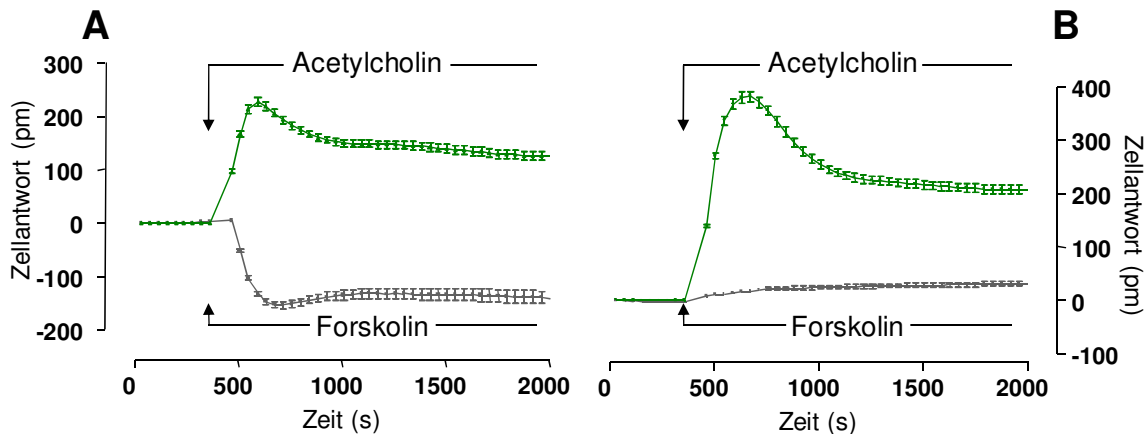 A
Acetylcholin
300
200
100
0
-100
-200
Zellantwort (pm)
Forskolin
0 500 1000 1500 2000
Zeit (s)
B
Acetylcholin
400
300
200
100
0
-100
Zellantwort (pm)
Forskolin
0 500 1000 1500 2000
Zeit (s)